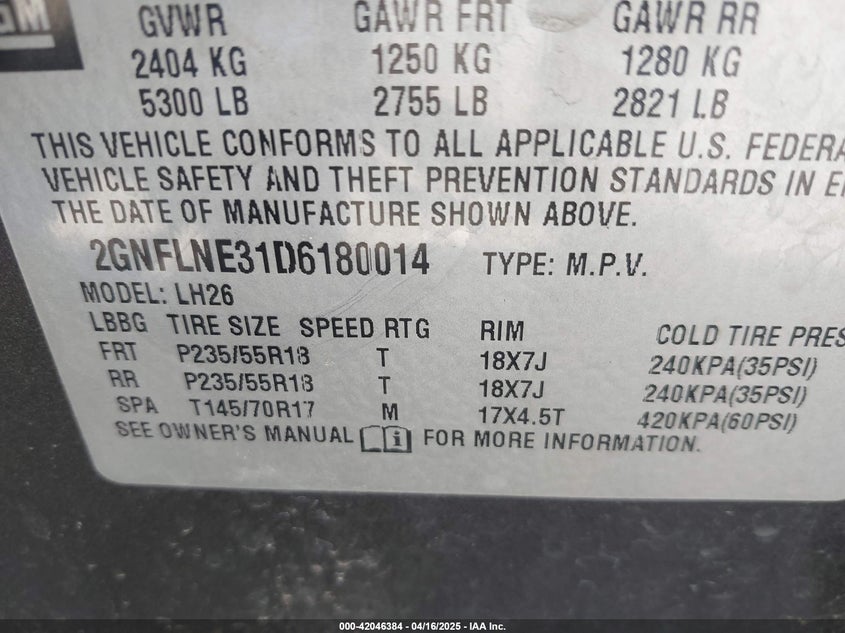 GM
GVWR GAWR FRT GAWR RR
2404 KG 1250 KG 1280 KG
5300 LB 2755 LB 2821 LB
THIS VEHICLE CONFORMS TO ALL APPLICABLE U.S. FEDERA
VEHICLE SAFETY AND THEFT PREVENTION STANDARDS IN E
THE DATE OF MANUFACTURE SHOWN ABOVE.
2GNFLNE31D6180014 TYPE: M.P.V.
MODEL: LH26
LBBG TIRE SIZE SPEED RTG RIM COLD TIRE PRES
FRT P235/55R18 T 18X7J 240KPA(35PSI)
RR P235/55R18 T 18X7J 240KPA(35PSI)
SPA T145/70R17 M 17X4.5T 420KPA(60PSI)
SEE OWNER'S MANUAL i FOR MORE INFORMATION.
000-42046384 - 04/16/2025 - IAA Inc.